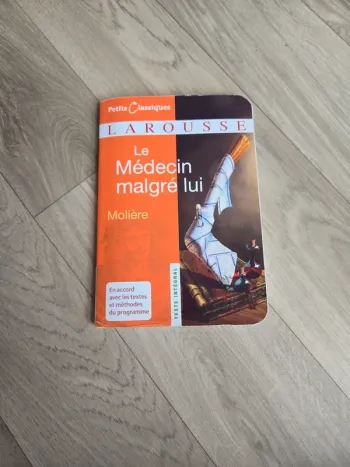 Petits Classiques
LAROUSSE
Le
Médecin
malgré lui
Molière
En accord
avec les textes
et méthodes
du programme
TEXTE INTÉGRAL